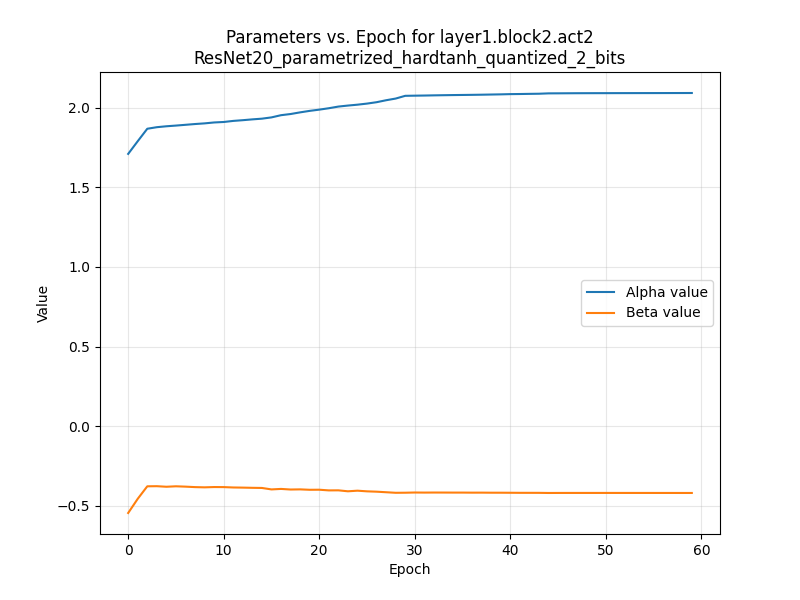 Parameters vs. Epoch for layer1.block2.act2
ResNet20_parametrized_hardtanh_quantized_2_bits
Value
2.0
1.5
1.0
0.5
0.0
−0.5
Alpha value
Beta value
0 10 20 30 40 50 60
Epoch